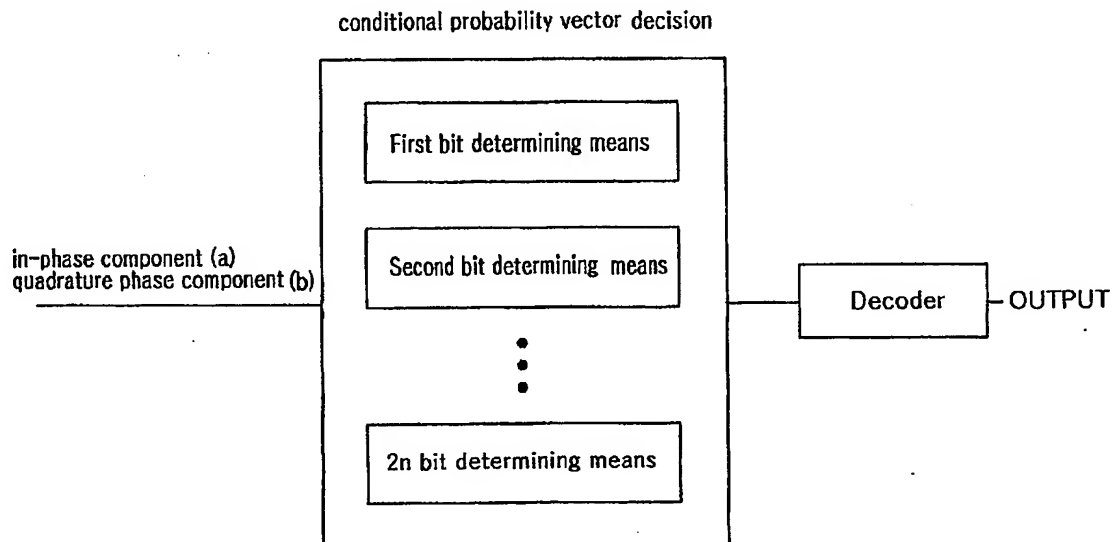 conditional probability vector decision
First bit determining means
in-phase component (a)
quadrature phase component (b)
Second bit determining means
Decoder
OUTPUT
2n bit determining means